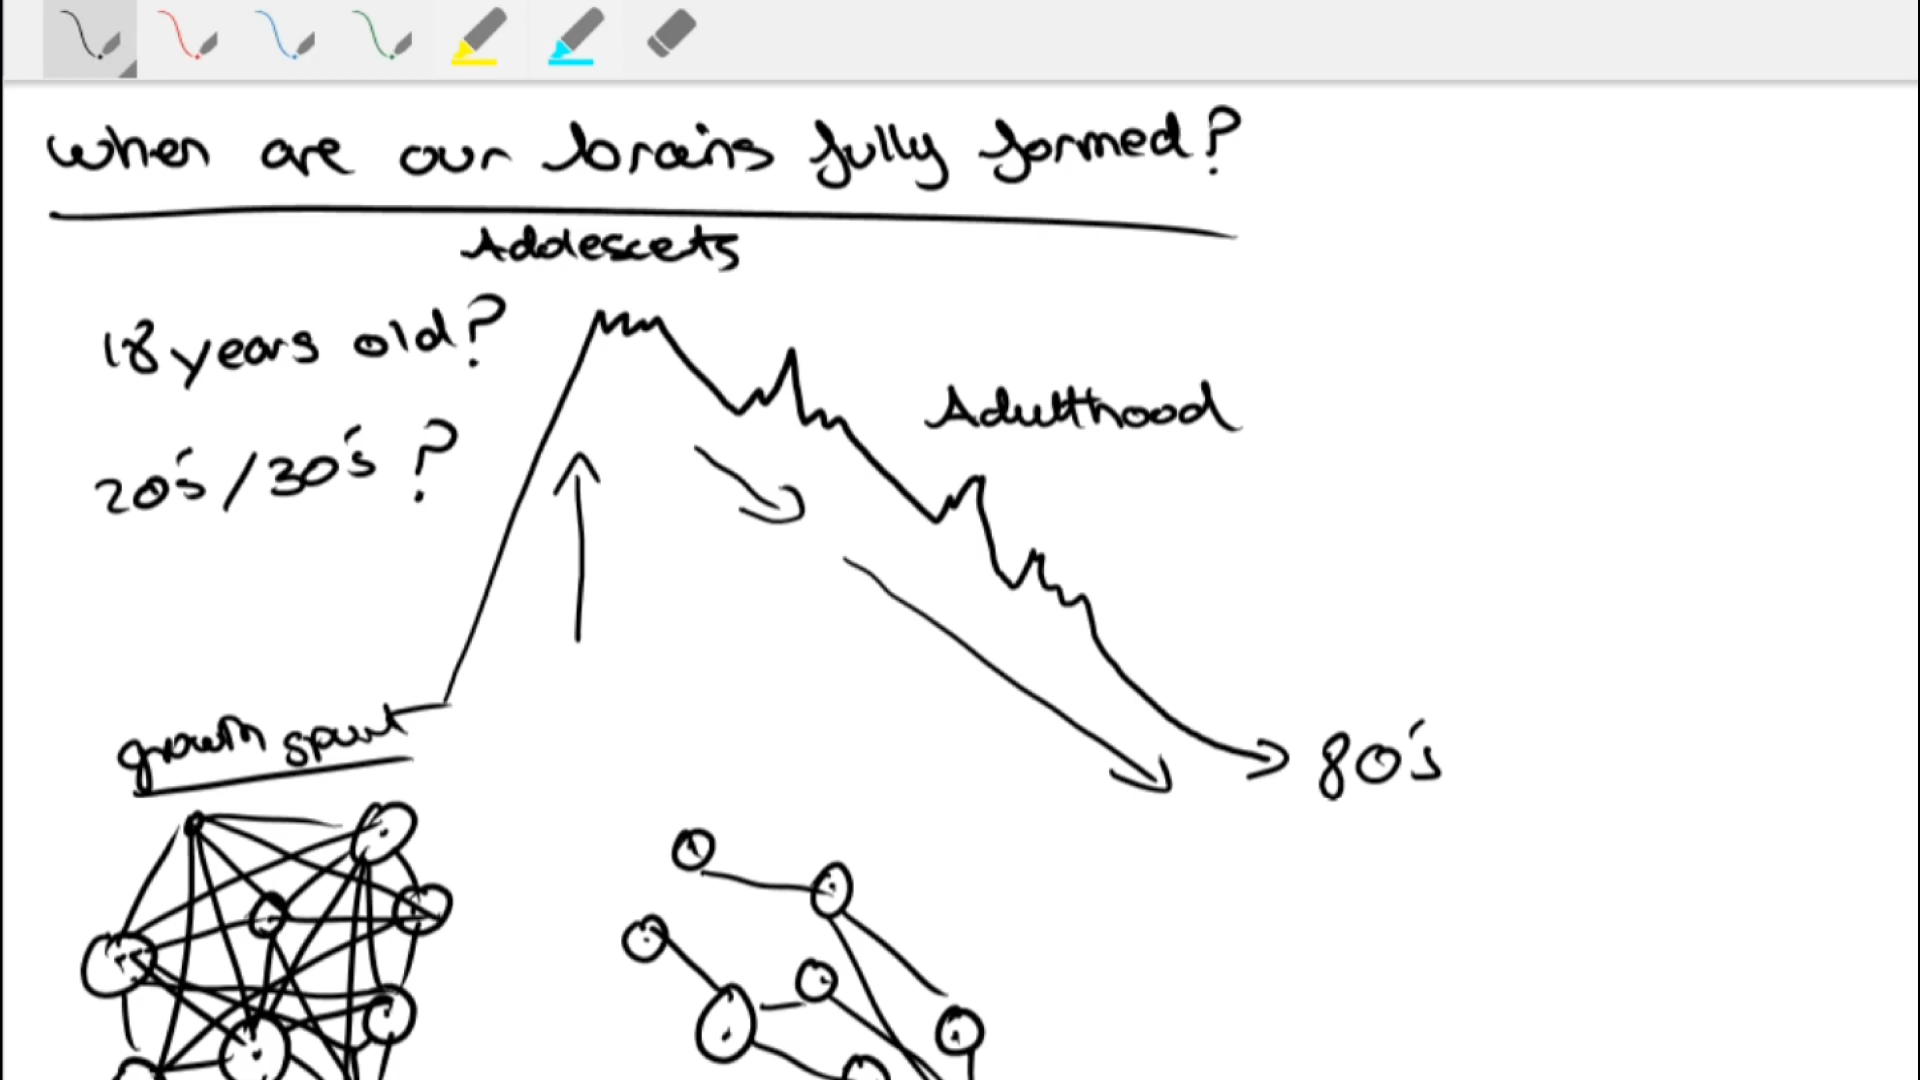 when are our brains fully formed?
Addescets
18 years old?
20's/30's?
Adulthood
growth spurt
80's